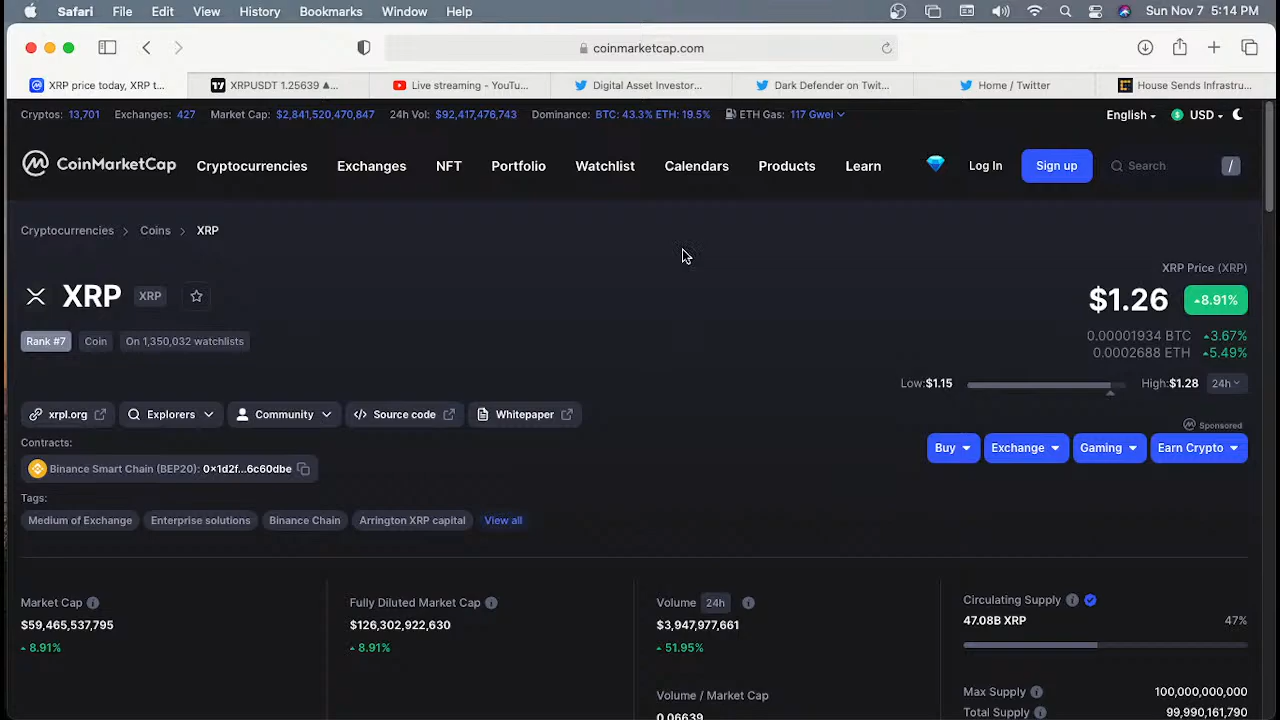 Safari File Edit View History Bookmarks Window Help Sun Nov 7 5:14 PM
coinmarketcap.com
XRP price today, XRP t... XRPUSDT 1.25639 ▲... Live streaming - YouTu... Digital Asset Investor... Dark Defender on Twit... Home / Twitter House Sends Infrastru...
Cryptos: 13,701 Exchanges: 427 Market Cap: $2,841,520,470,847 24h Vol: $92,417,476,743 Dominance: BTC: 43.3% ETH: 19.5% ETH Gas: 117 Gwei English USD
CoinMarketCap Cryptocurrencies Exchanges NFT Portfolio Watchlist Calendars Products Learn Log In Sign up Search /
Cryptocurrencies > Coins > XRP
XRP Price (XRP)
XRP XRP $1.26 8.91%
0.00001934 BTC 3.67%
Rank #7 Coin On 1,350,032 watchlists
0.0002688 ETH 5.49%
Low:$1.15 High:$1.28 24h
xrpl.org Explorers Community Source code Whitepaper
Sponsored
Contracts:
Buy Exchange Gaming Earn Crypto
Binance Smart Chain (BEP20): 0x1d2f...6c60dbe
Tags:
Medium of Exchange Enterprise solutions Binance Chain Arrington XRP capital View all
Market Cap Fully Diluted Market Cap Volume 24h Circulating Supply
$59,465,537,795 $126,302,922,630 $3,947,977,661 47.08B XRP 47%
8.91% 8.91% 51.95%
Volume / Market Cap Max Supply 100,000,000,000
0.06639 Total Supply 99,990,161,790